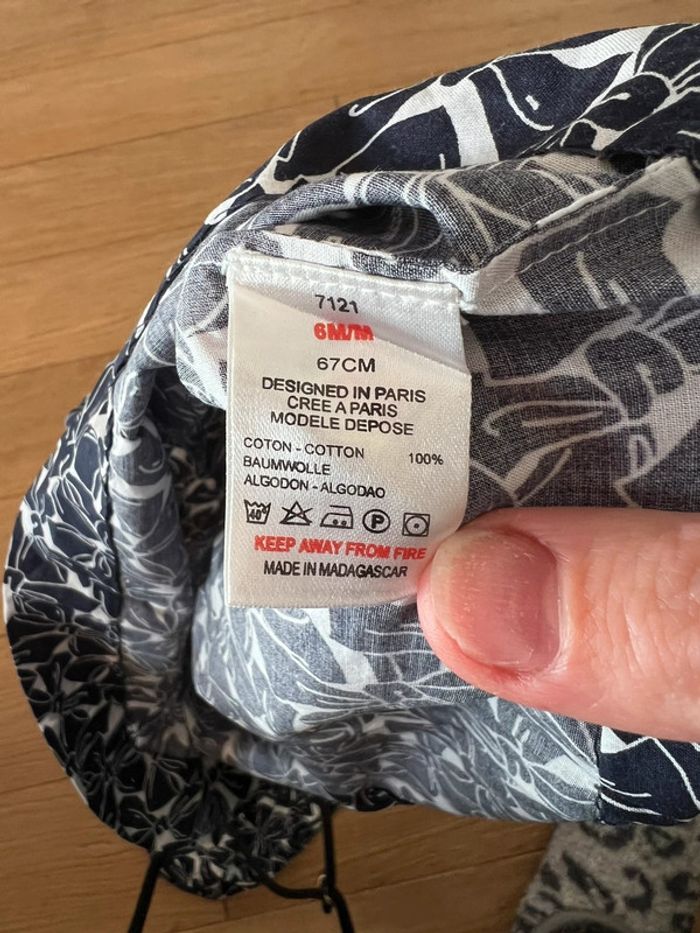 7121
6M/M
67CM
DESIGNED IN PARIS
CREE A PARIS
MODELE DEPOSE
COTON - COTTON 100%
BAUMWOLLE
ALGODON - ALGODAO
40 P
KEEP AWAY FROM FIRE
MADE IN MADAGASCAR